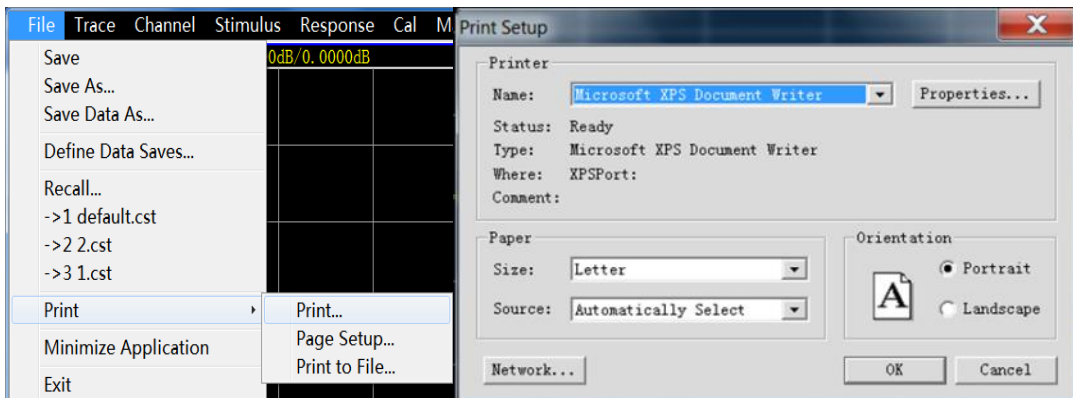 File Trace Channel Stimulus Response Cal M
0dB/0.0000dB
Save
Save As...
Save Data As...
Define Data Saves...
Recall...
->1 default.cst
->2 2.cst
->3 1.cst
Print
Print...
Page Setup...
Print to File...
Minimize Application
Exit
Print Setup
Printer
Name: Microsoft XPS Document Writer Properties...
Status: Ready
Type: Microsoft XPS Document Writer
Where: XPSPort:
Comment:
Paper
Size: Letter
Source: Automatically Select
Orientation
A
Portrait
Landscape
Network... OK Cancel